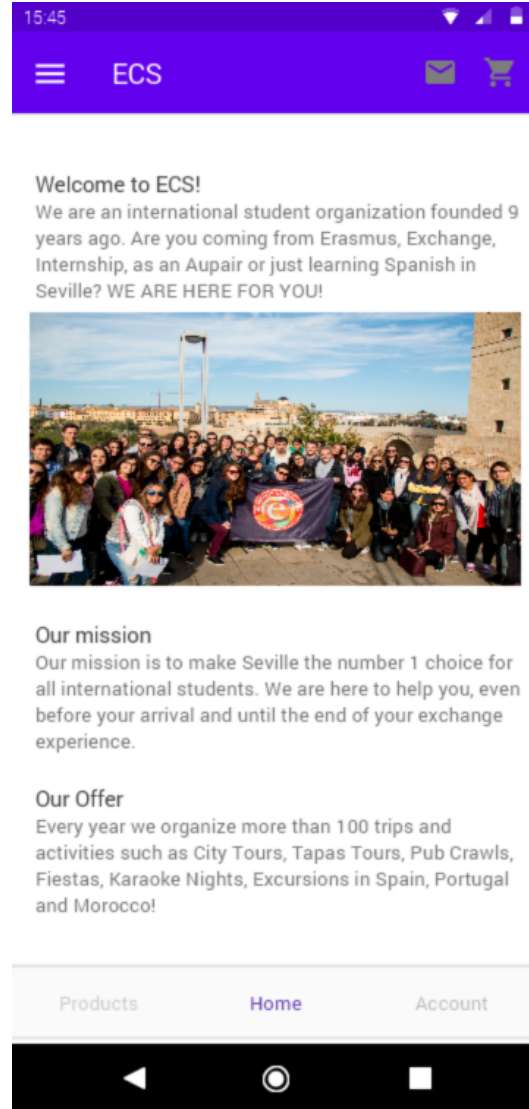 15:45
ECS
Welcome to ECS!
We are an international student organization founded 9
years ago. Are you coming from Erasmus, Exchange,
Internship, as an Aupair or just learning Spanish in
Seville? WE ARE HERE FOR YOU!
e
Our mission
Our mission is to make Seville the number 1 choice for
all international students. We are here to help you, even
before your arrival and until the end of your exchange
experience.
Our Offer
Every year we organize more than 100 trips and
activities such as City Tours, Tapas Tours, Pub Crawls,
Fiestas, Karaoke Nights, Excursions in Spain, Portugal
and Morocco!
Products
Home
Account